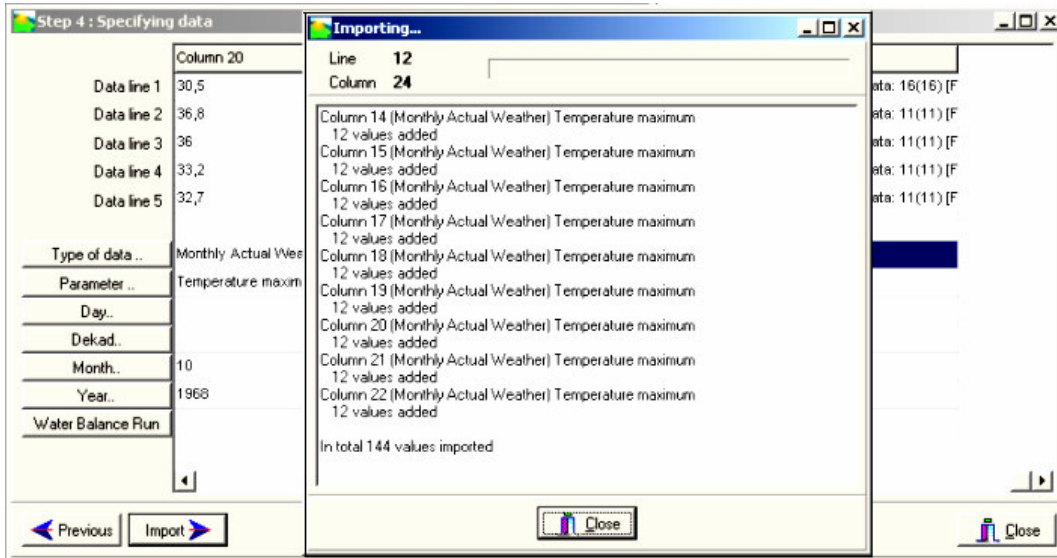 Step 4 : Specifying data
Column 20
Data line 1 30,5
Data line 2 36,8
Data line 3 36
Data line 4 33,2
Data line 5 32,7
Type of data .. Monthly Actual Wea
Parameter .. Temperature maxim
Day..
Dekad..
Month.. 10
Year.. 1968
Water Balance Run
Previous Import
Importing...
Line 12
Column 24
Column 14 (Monthly Actual Weather) Temperature maximum
12 values added
Column 15 (Monthly Actual Weather) Temperature maximum
12 values added
Column 16 (Monthly Actual Weather) Temperature maximum
12 values added
Column 17 (Monthly Actual Weather) Temperature maximum
12 values added
Column 18 (Monthly Actual Weather) Temperature maximum
12 values added
Column 19 (Monthly Actual Weather) Temperature maximum
12 values added
Column 20 (Monthly Actual Weather) Temperature maximum
12 values added
Column 21 (Monthly Actual Weather) Temperature maximum
12 values added
Column 22 (Monthly Actual Weather) Temperature maximum
12 values added
In total 144 values imported
Close
ata: 16(16) [F
ata: 11(11) [F
ata: 11(11) [F
ata: 11(11) [F
ata: 11(11) [F
Close